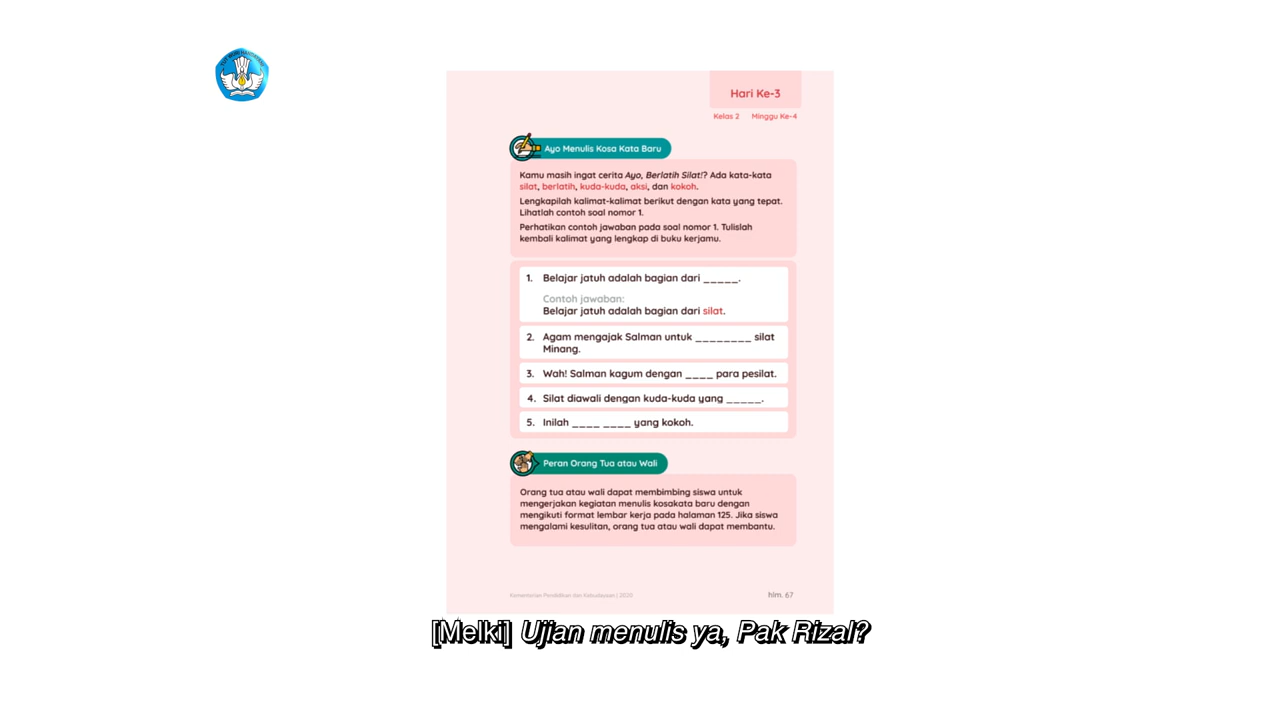 Hari Ke-3
Kelas 2 Minggu Ke-4
Ayo Menulis Kosa Kata Baru
Kamu masih ingat cerita Ayo, Berlatih Silat!? Ada kata-kata
silat, berlatih, kuda-kuda, aksi, dan kokoh.
Lengkapilah kalimat-kalimat berikut dengan kata yang tepat.
Lihatlah contoh soal nomor 1.
Perhatikan contoh jawaban pada soal nomor 1. Tulislah
kembali kalimat yang lengkap di buku kerjamu.
1. Belajar jatuh adalah bagian dari _____.
Contoh jawaban:
Belajar jatuh adalah bagian dari silat.
2. Agam mengajak Salman untuk ________ silat
Minang.
3. Wah! Salman kagum dengan ____ para pesilat.
4. Silat diawali dengan kuda-kuda yang _____.
5. Inilah ____ ____ yang kokoh.
Peran Orang Tua atau Wali
Orang tua atau wali dapat membimbing siswa untuk
mengerjakan kegiatan menulis kosakata baru dengan
mengikuti format lembar kerja pada halaman 125. Jika siswa
mengalami kesulitan, orang tua atau wali dapat membantu.
Kementerian Pendidikan dan Kebudayaan | 2020
hlm. 67
[Melki] Ujian menulis ya, Pak Rizal?